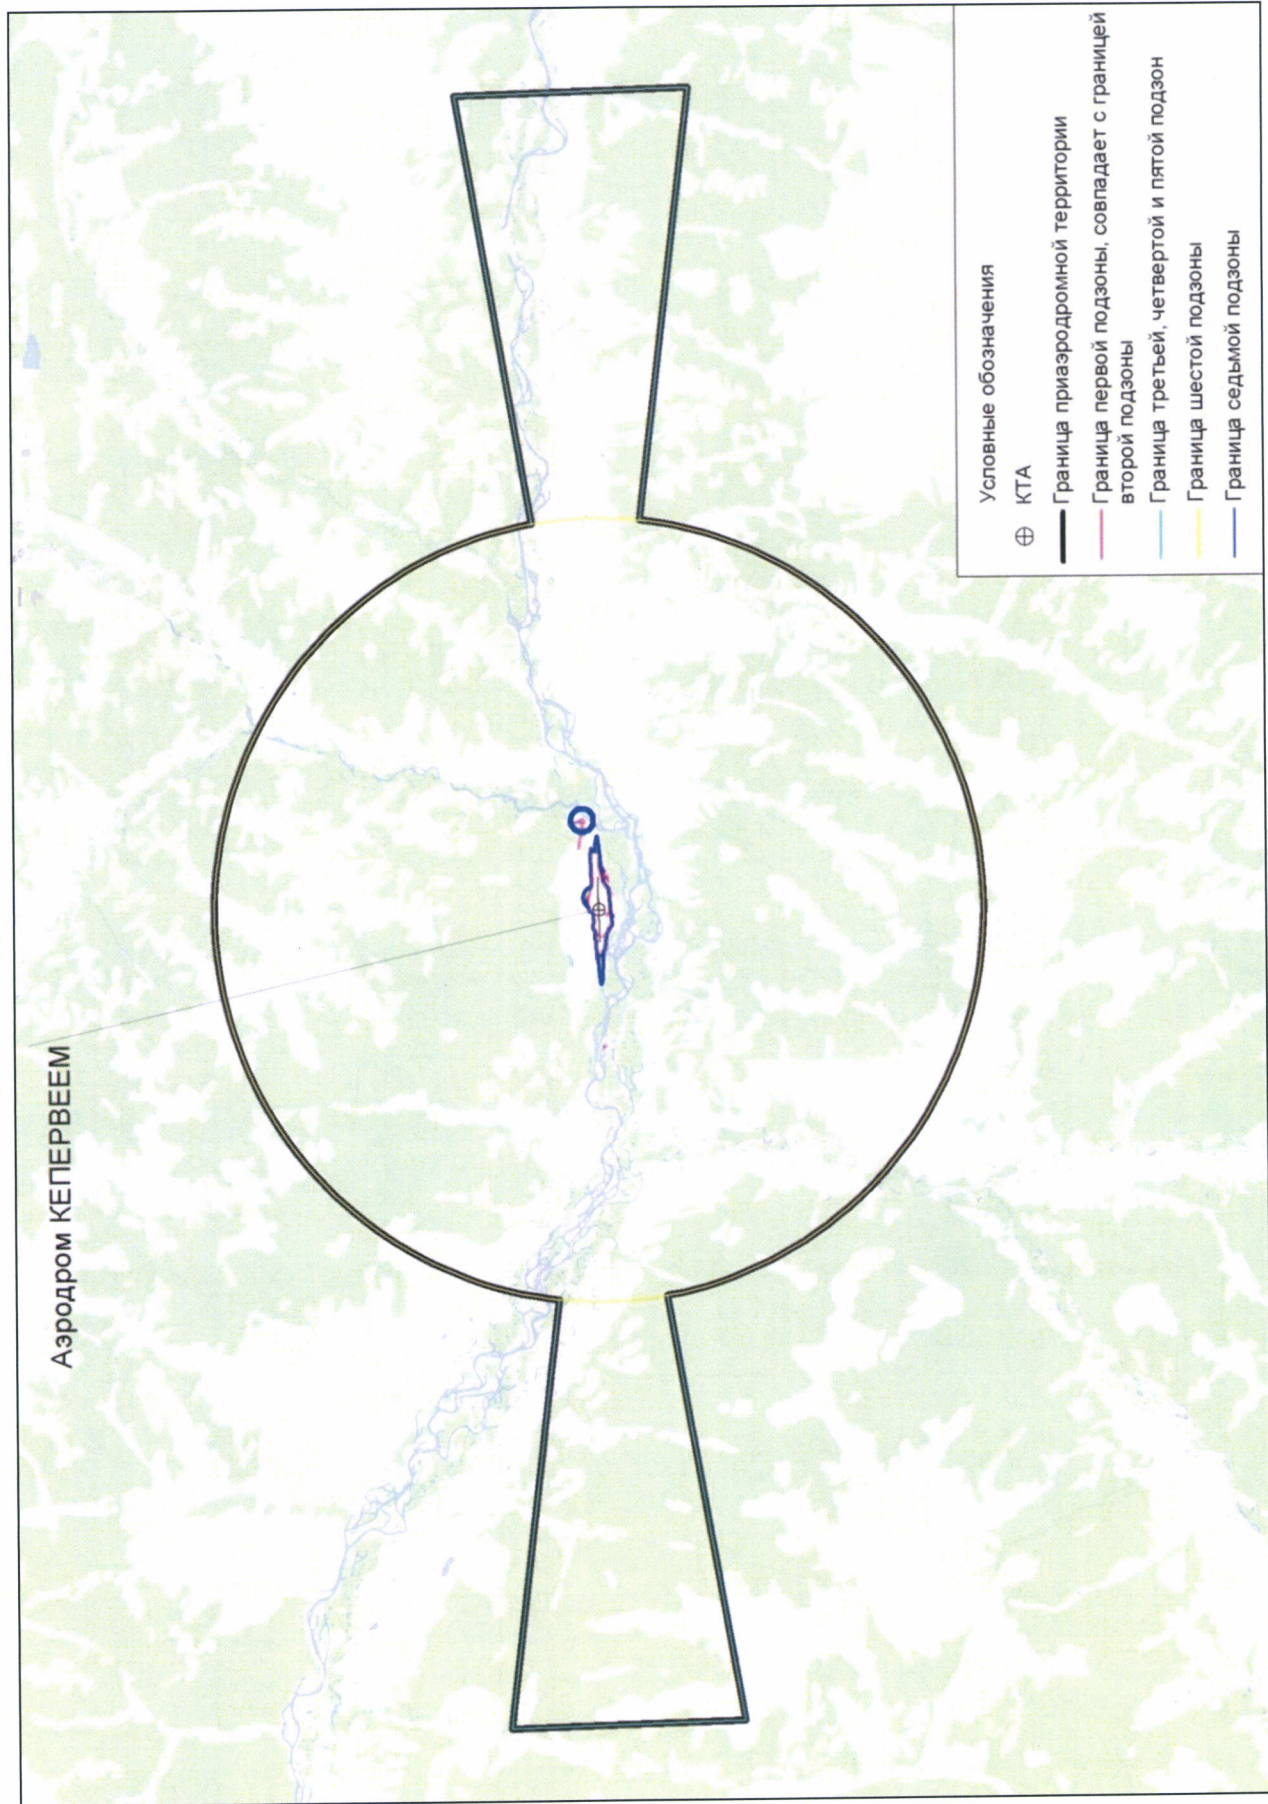 Аэродром КЕПЕРВЕЕМ
Условные обозначения
КТА
Граница приаэродромной территории
Граница первой подзоны, совпадает с границей
второй подзоны
Граница третьей, четвертой и пятой подзон
Граница шестой подзоны
Граница седьмой подзоны